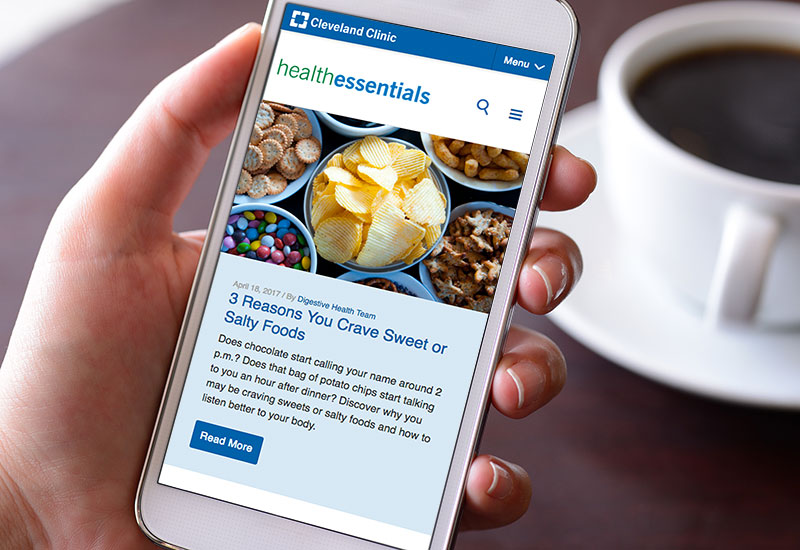 Cleveland Clinic
Menu
healthessentials
April 18, 2017 / By Digestive Health Team
3 Reasons You Crave Sweet or
Salty Foods
Does chocolate start calling your name around 2
p.m.? Does that bag of potato chips start talking
to you an hour after dinner? Discover why you
may be craving sweets or salty foods and how to
listen better to your body.
Read More